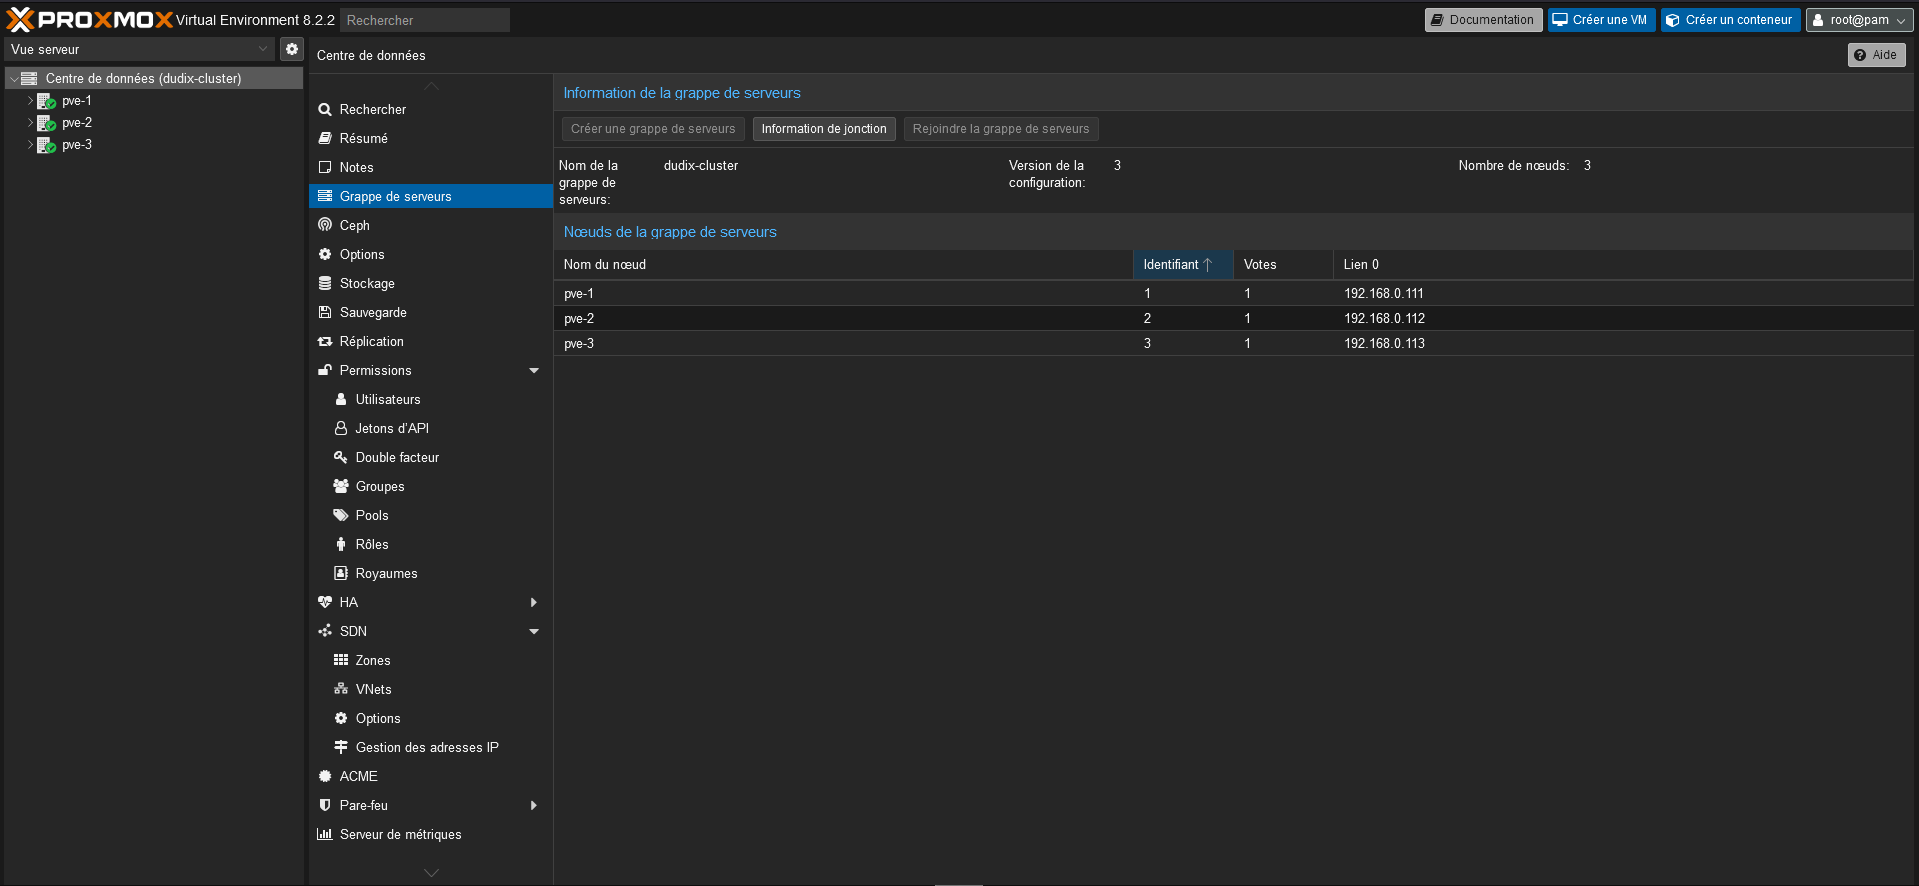 PROXMOX Virtual Environment 8.2.2 Rechercher Documentation Créer une VM Créer un conteneur root@pam
Vue serveur
Centre de données (dudix-cluster)
pve-1
pve-2
pve-3
Centre de données Aide
Rechercher
Résumé
Notes
Grappe de serveurs
Ceph
Options
Stockage
Sauvegarde
Réplication
Permissions
Utilisateurs
Jetons d'API
Double facteur
Groupes
Pools
Rôles
Royaumes
HA
SDN
Zones
VNets
Options
Gestion des adresses IP
ACME
Pare-feu
Serveur de métriques
Information de la grappe de serveurs
Créer une grappe de serveurs Information de jonction Rejoindre la grappe de serveurs
Nom de la grappe de serveurs: dudix-cluster Version de la configuration: 3 Nombre de nœuds: 3
Nœuds de la grappe de serveurs
Nom du nœud Identifiant ↑ Votes Lien 0
pve-1 1 1 192.168.0.111
pve-2 2 1 192.168.0.112
pve-3 3 1 192.168.0.113